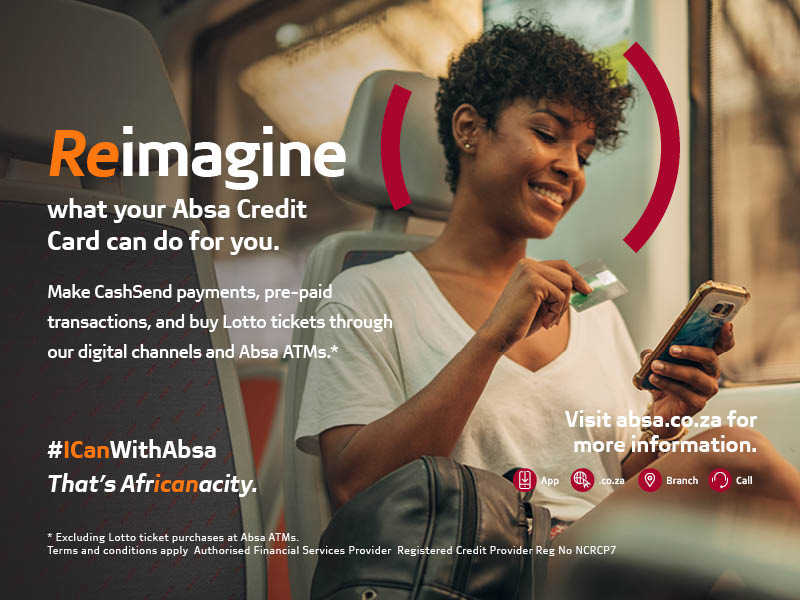 Reimagine
what your Absa Credit
Card can do for you.
Make CashSend payments, pre-paid
transactions, and buy Lotto tickets through
our digital channels and Absa ATMs.*
#ICanWithAbsa
That's Africanacity.
Visit absa.co.za for
more information.
App .co.za Branch Call
* Excluding Lotto ticket purchases at Absa ATMs.
Terms and conditions apply Authorised Financial Services Provider Registered Credit Provider Reg No NCRCP7